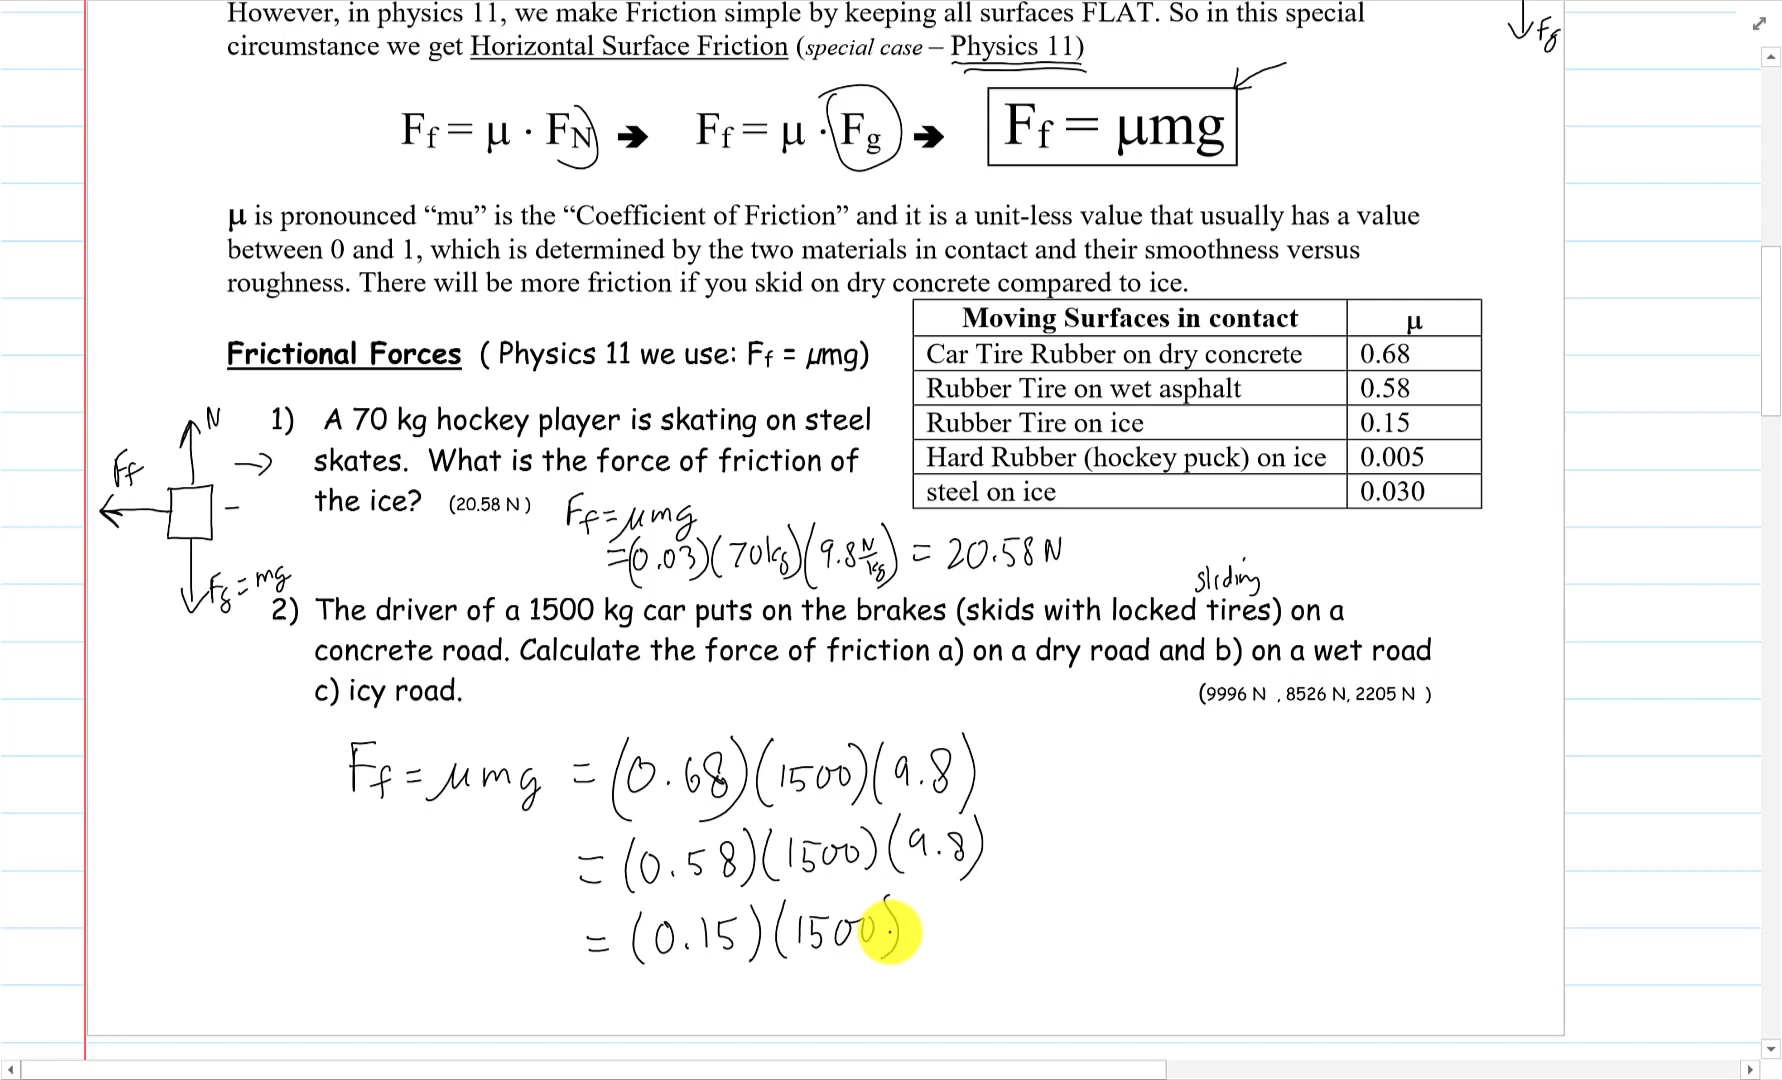 However, in physics 11, we make Friction simple by keeping all surfaces FLAT. So in this special
circumstance we get Horizontal Surface Friction (special case – Physics 11)
Fg
Ff = μ · FN ➔ Ff = μ · Fg ➔ Ff = μmg
μ is pronounced “mu” is the “Coefficient of Friction” and it is a unit-less value that usually has a value
between 0 and 1, which is determined by the two materials in contact and their smoothness versus
roughness. There will be more friction if you skid on dry concrete compared to ice.
Moving Surfaces in contact μ
Car Tire Rubber on dry concrete 0.68
Rubber Tire on wet asphalt 0.58
Rubber Tire on ice 0.15
Hard Rubber (hockey puck) on ice 0.005
steel on ice 0.030
Frictional Forces ( Physics 11 we use: Ff = μmg)
N
Ff
Fg = mg
1) A 70 kg hockey player is skating on steel
skates. What is the force of friction of
the ice? (20.58 N )
Ff = μmg
= (0.03)(70kg)(9.8 N/kg) = 20.58 N
sliding
2) The driver of a 1500 kg car puts on the brakes (skids with locked tires) on a
concrete road. Calculate the force of friction a) on a dry road and b) on a wet road
c) icy road. (9996 N , 8526 N, 2205 N )
Ff = μmg = (0.68)(1500)(9.8)
= (0.58)(1500)(9.8)
= (0.15)(1500)